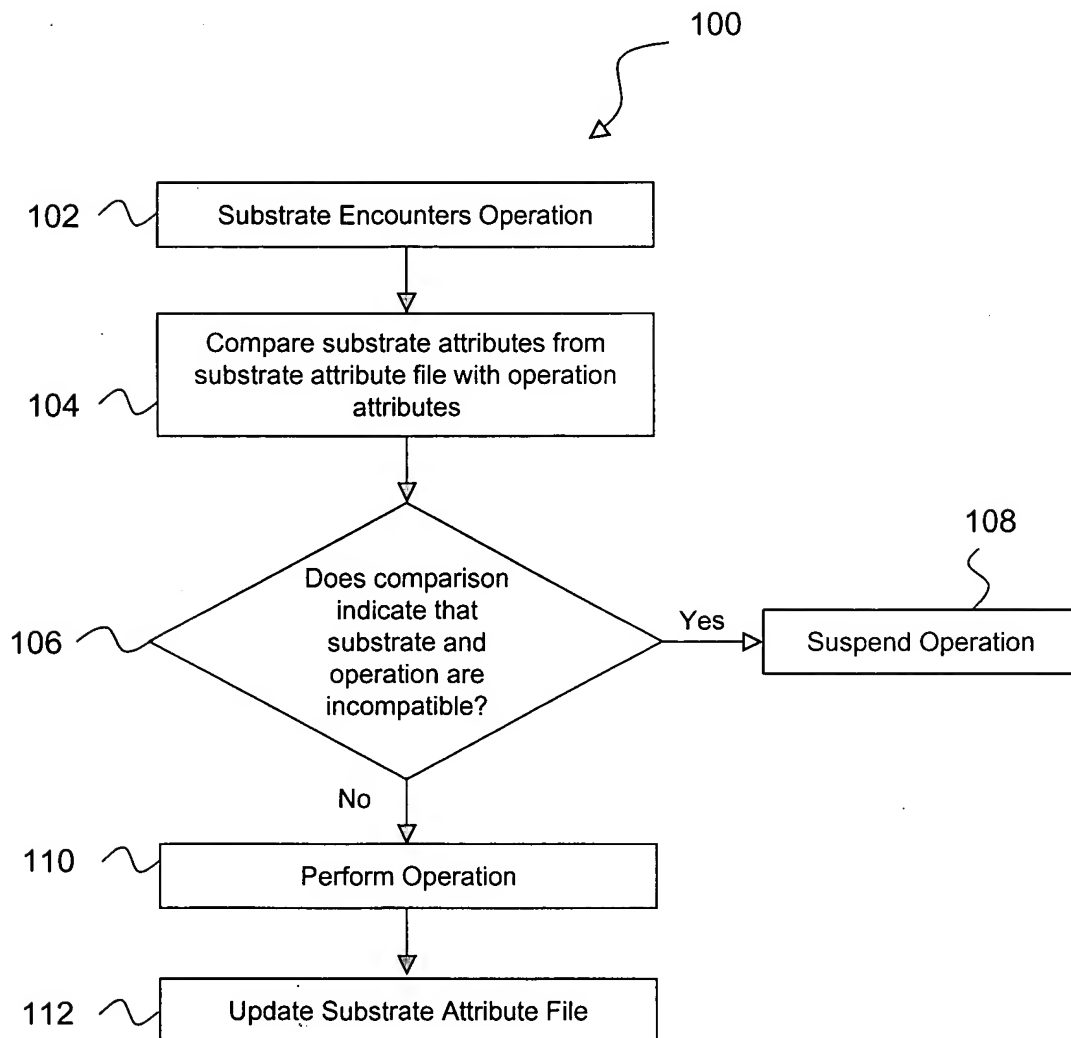 100
102
Substrate Encounters Operation
104
Compare substrate attributes from
substrate attribute file with operation
attributes
106
Does comparison
indicate that
substrate and
operation are
incompatible?
Yes
108
Suspend Operation
No
110
Perform Operation
112
Update Substrate Attribute File